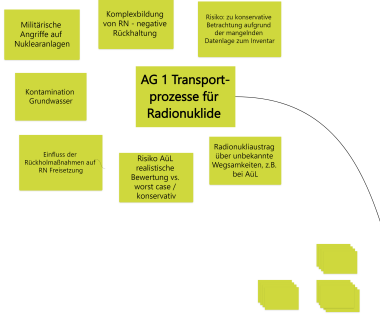 Militärische
Angriffe auf
Nuklearanlagen
Komplexbildung
von RN - negative
Rückhaltung
Risiko: zu konservative
Betrachtung aufgrund
der mangelnden
Datenlage zum Inventar
AG 1 Transport-
prozesse für
Radionuklide
Kontamination
Grundwasser
Einfluss der
Rückholmaßnahmen auf
RN Freisetzung
Risiko AüL
realistische
Bewertung vs.
worst case /
konservativ
Radionukliaustrag
über unbekannte
Wegsamkeiten, z.B.
bei AüL